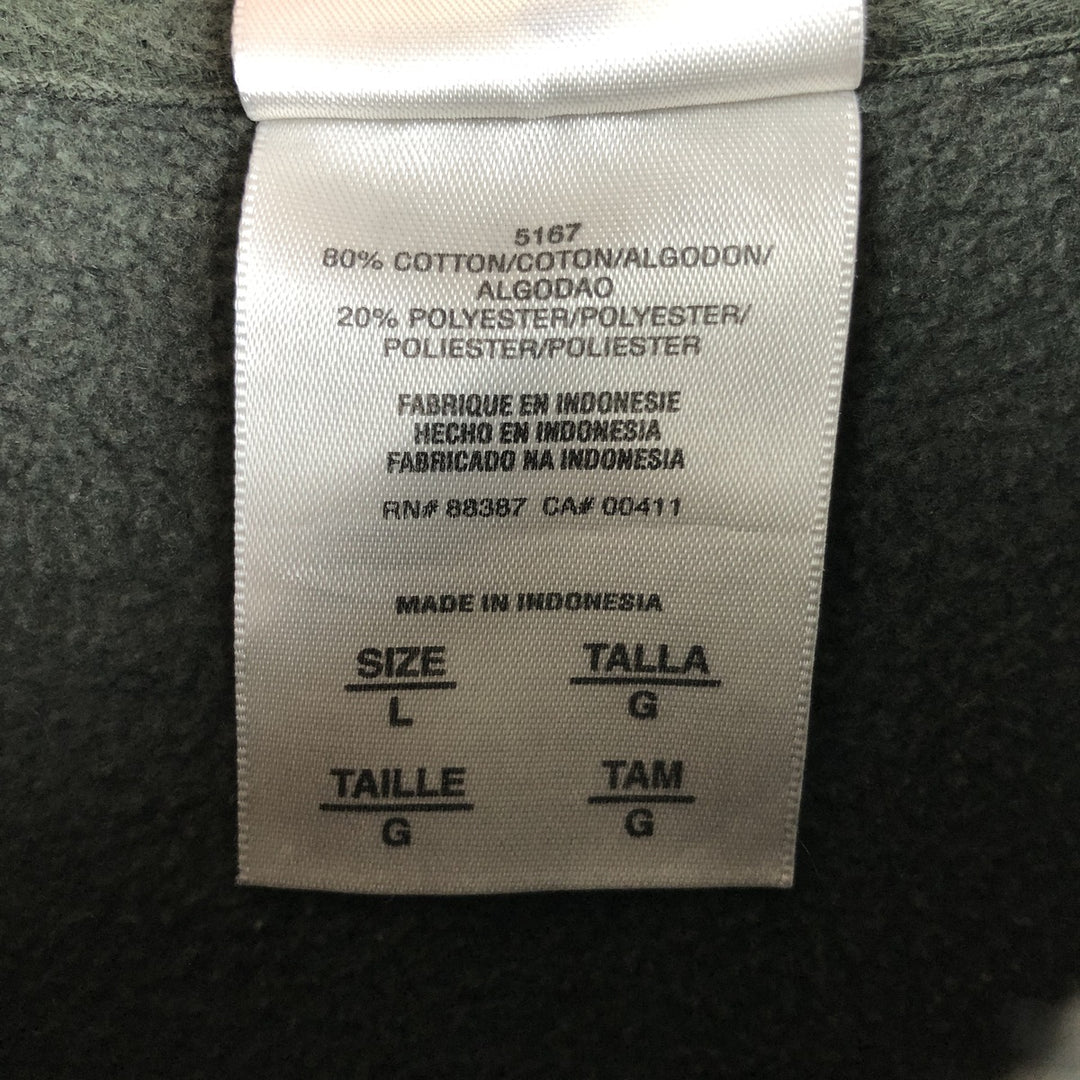 5167
80% COTTON/COTON/ALGODON/
ALGODAO
20% POLYESTER/POLYESTER/
POLIESTER/POLIESTER
FABRIQUE EN INDONESIE
HECHO EN INDONESIA
FABRICADO NA INDONESIA
RN# 88387 CA# 00411
MADE IN INDONESIA
SIZE TALLA
L G
TAILLE TAM
G G